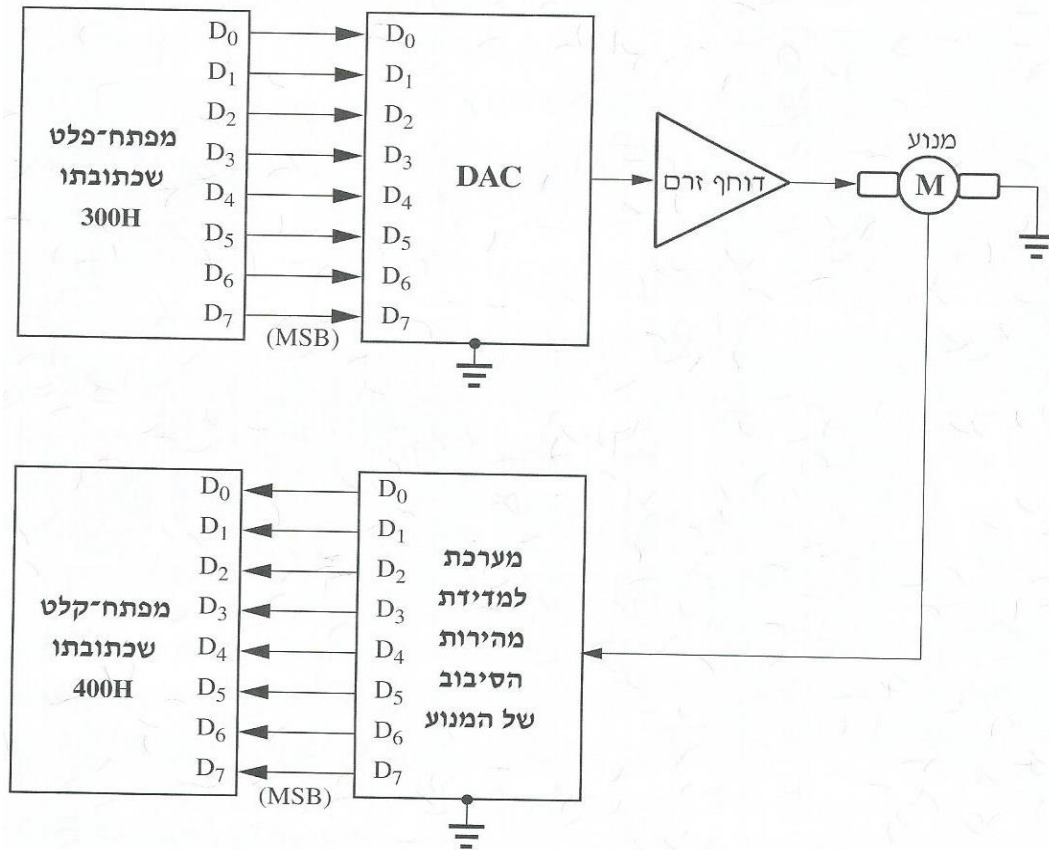 D₀
D₁
D₂
D₃
D₄
D₅
D₆
D₇
מפתח־פלט
שכתובתו
300H
(MSB)
D₀
D₁
D₂
D₃
D₄
D₅
D₆
D₇
DAC
דוחף זרם
מנוע
M
D₀
D₁
D₂
D₃
D₄
D₅
D₆
D₇
מפתח־קלט
שכתובתו
400H
(MSB)
D₀
D₁
D₂
D₃
D₄
D₅
D₆
D₇
מערכת
למדידת
מהירות
הסיבוב
של המנוע